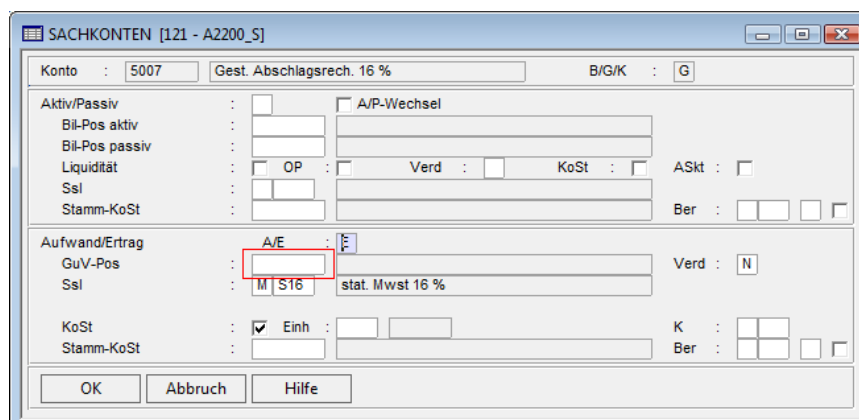 SACHKONTEN [121 - A2200_S]
Konto : 5007 Gest. Abschlagsrech. 16 % B/G/K : G
Aktiv/Passiv : A/P-Wechsel
Bil-Pos aktiv :
Bil-Pos passiv :
Liquidität : OP : Verd : KoSt : ASkt :
Ssl :
Stamm-KoSt : Ber :
Aufwand/Ertrag A/E : E
GuV-Pos : Verd : N
Ssl : M S16 stat. Mwst 16 %
KoSt : Einh : K :
Stamm-KoSt : Ber :
OK Abbruch Hilfe